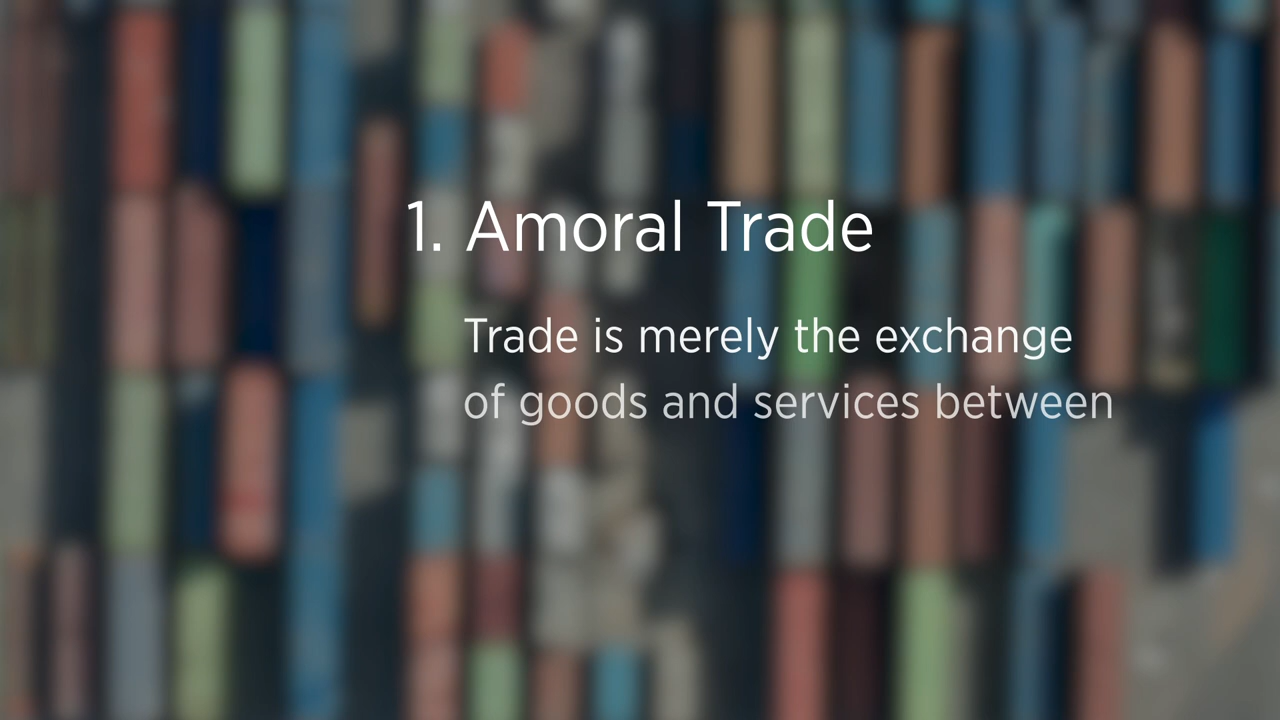 1. Amoral Trade
Trade is merely the exchange
of goods and services between